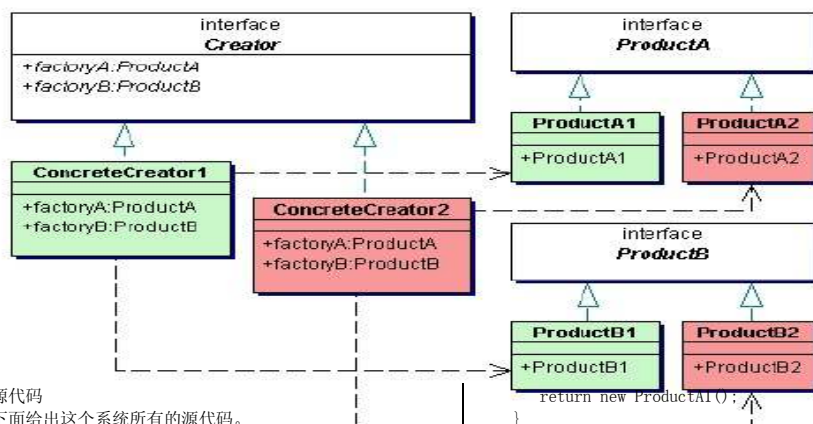 interface
Creator
+factoryA:ProductA
+factoryB:ProductB
interface
ProductA
ProductA1
+ProductA1
ProductA2
+ProductA2
ConcreteCreator1
+factoryA:ProductA
+factoryB:ProductB
ConcreteCreator2
+factoryA:ProductA
+factoryB:ProductB
interface
ProductB
ProductB1
+ProductB1
ProductB2
+ProductB2
源代码
下面给出这个系统所有的源代码。
return new ProductA1();
}